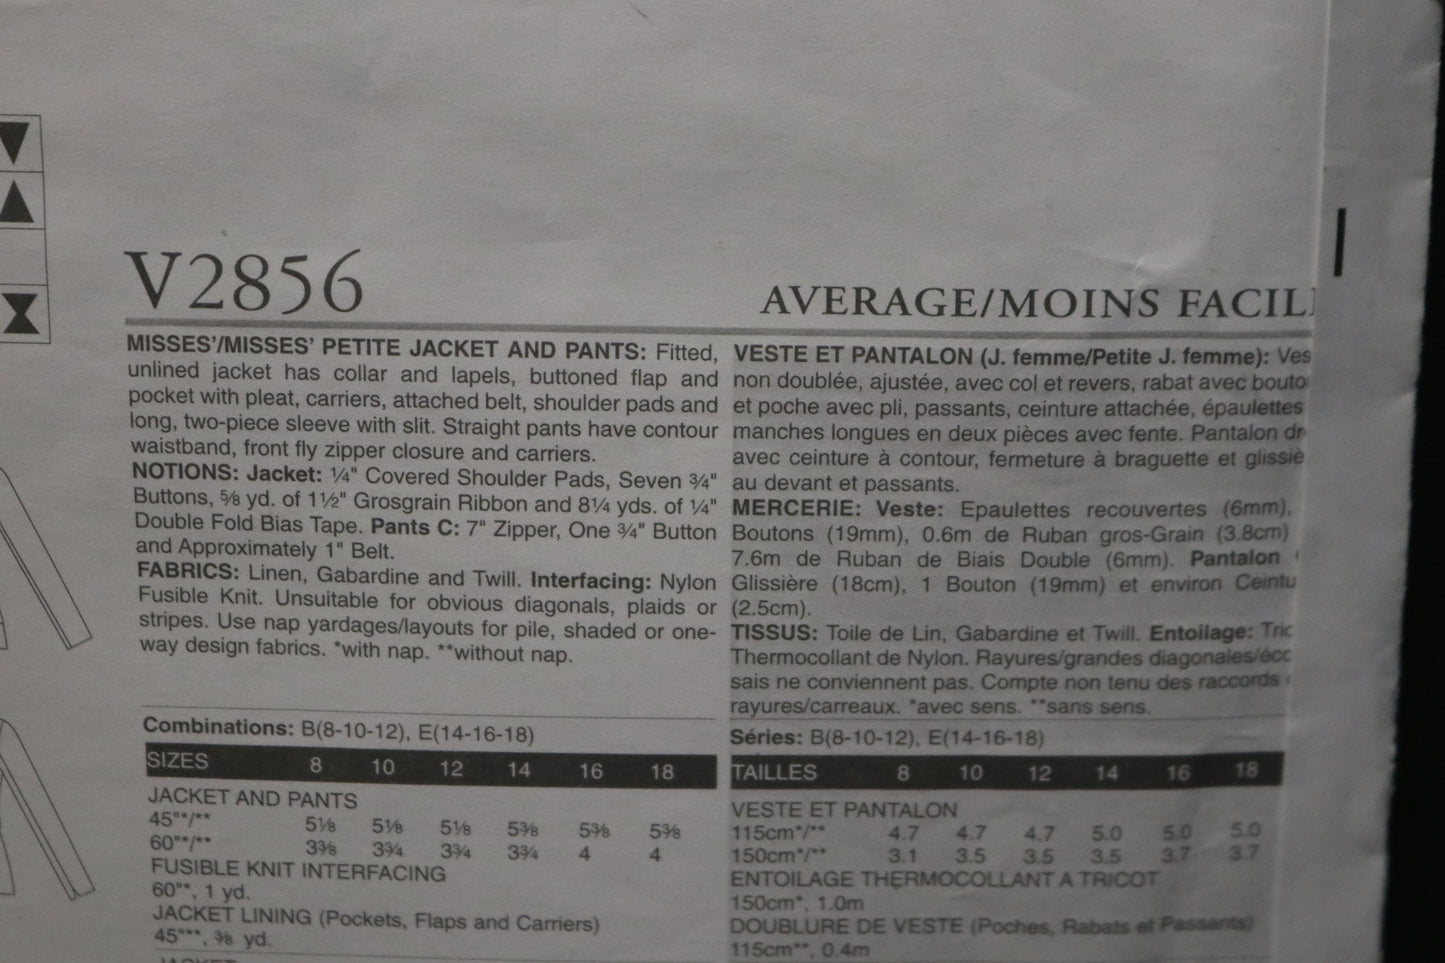 V2856
AVERAGE/MOINS FACIL
MISSES'/MISSES' PETITE JACKET AND PANTS: Fitted,
unlined jacket has collar and lapels, buttoned flap and
pocket with pleat, carriers, attached belt, shoulder pads and
long, two-piece sleeve with slit. Straight pants have contour
waistband, front fly zipper closure and carriers.
NOTIONS: Jacket: ¼" Covered Shoulder Pads, Seven ¾"
Buttons, ⅝ yd. of 1½" Grosgrain Ribbon and 8¼ yds. of ¼"
Double Fold Bias Tape. Pants C: 7" Zipper, One ¾" Button
and Approximately 1" Belt.
FABRICS: Linen, Gabardine and Twill. Interfacing: Nylon
Fusible Knit. Unsuitable for obvious diagonals, plaids or
stripes. Use nap yardages/layouts for pile, shaded or one-
way design fabrics. *with nap. **without nap.
Combinations: B(8-10-12), E(14-16-18)
SIZES 8 10 12 14 16 18
JACKET AND PANTS
45"*/** 5⅛ 5⅛ 5⅛ 5⅜ 5⅜ 5⅜
60"*/** 3⅜ 3¾ 3¾ 3¾ 4 4
FUSIBLE KNIT INTERFACING
60"*, 1 yd.
JACKET LINING (Pockets, Flaps and Carriers)
45"**, ⅜ yd.
JACKET
VESTE ET PANTALON (J. femme/Petite J. femme): Ves
non doublée, ajustée, avec col et revers, rabat avec bouto
et poche avec pli, passants, ceinture attachée, épaulettes
manches longues en deux pièces avec fente. Pantalon dr
avec ceinture à contour, fermeture à braguette et glissiè
au devant et passants.
MERCERIE: Veste: Epaulettes recouvertes (6mm),
Boutons (19mm), 0.6m de Ruban gros-Grain (3.8cm)
7.6m de Ruban de Biais Double (6mm). Pantalon
Glissière (18cm), 1 Bouton (19mm) et environ Ceintu
(2.5cm).
TISSUS: Toile de Lin, Gabardine et Twill. Entoilage: Tric
Thermocollant de Nylon. Rayures/grandes diagonales/écc
sais ne conviennent pas. Compte non tenu des raccords
rayures/carreaux. *avec sens. **sans sens.
Séries: B(8-10-12), E(14-16-18)
TAILLES 8 10 12 14 16 18
VESTE ET PANTALON
115cm*/** 4.7 4.7 4.7 5.0 5.0 5.0
150cm*/** 3.1 3.5 3.5 3.5 3.7 3.7
ENTOILAGE THERMOCOLLANT A TRICOT
150cm*, 1.0m
DOUBLURE DE VESTE (Poches, Rabats et Passants)
115cm**, 0.4m